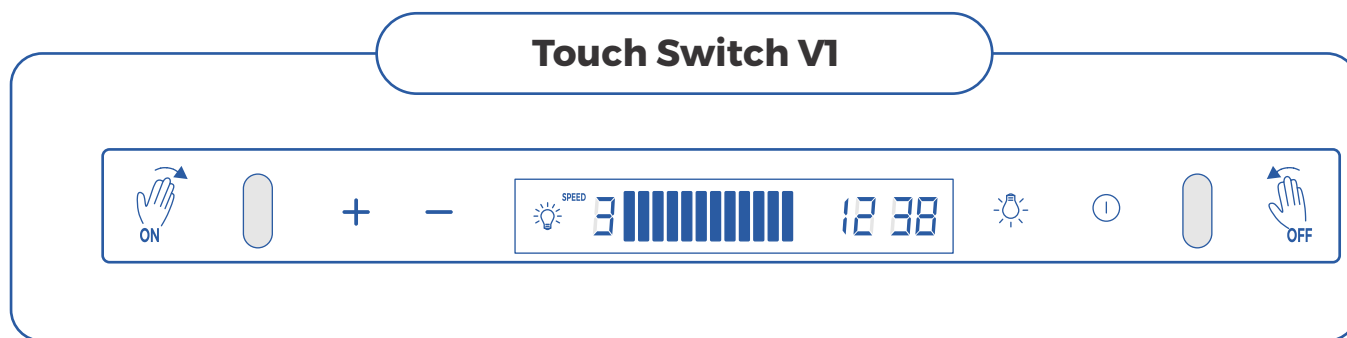 Touch Switch V1
ON + − SPEED 3 12 38 OFF